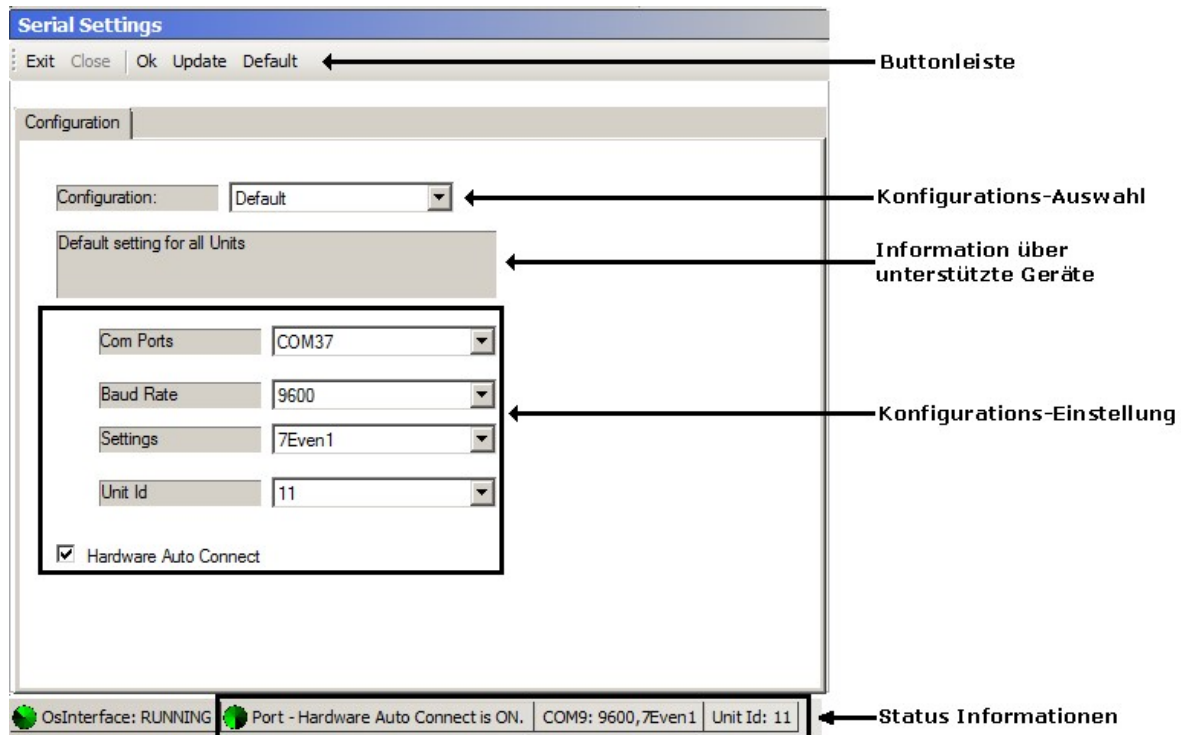 Serial Settings
Exit Close Ok Update Default
Buttonleiste
Configuration
Configuration: Default
Konfigurations-Auswahl
Default setting for all Units
Information über
unterstützte Geräte
Com Ports COM37
Baud Rate 9600
Konfigurations-Einstellung
Settings 7Even1
Unit Id 11
Hardware Auto Connect
OsInterface: RUNNING Port - Hardware Auto Connect is ON. COM9: 9600,7Even1 Unit Id: 11
Status Informationen